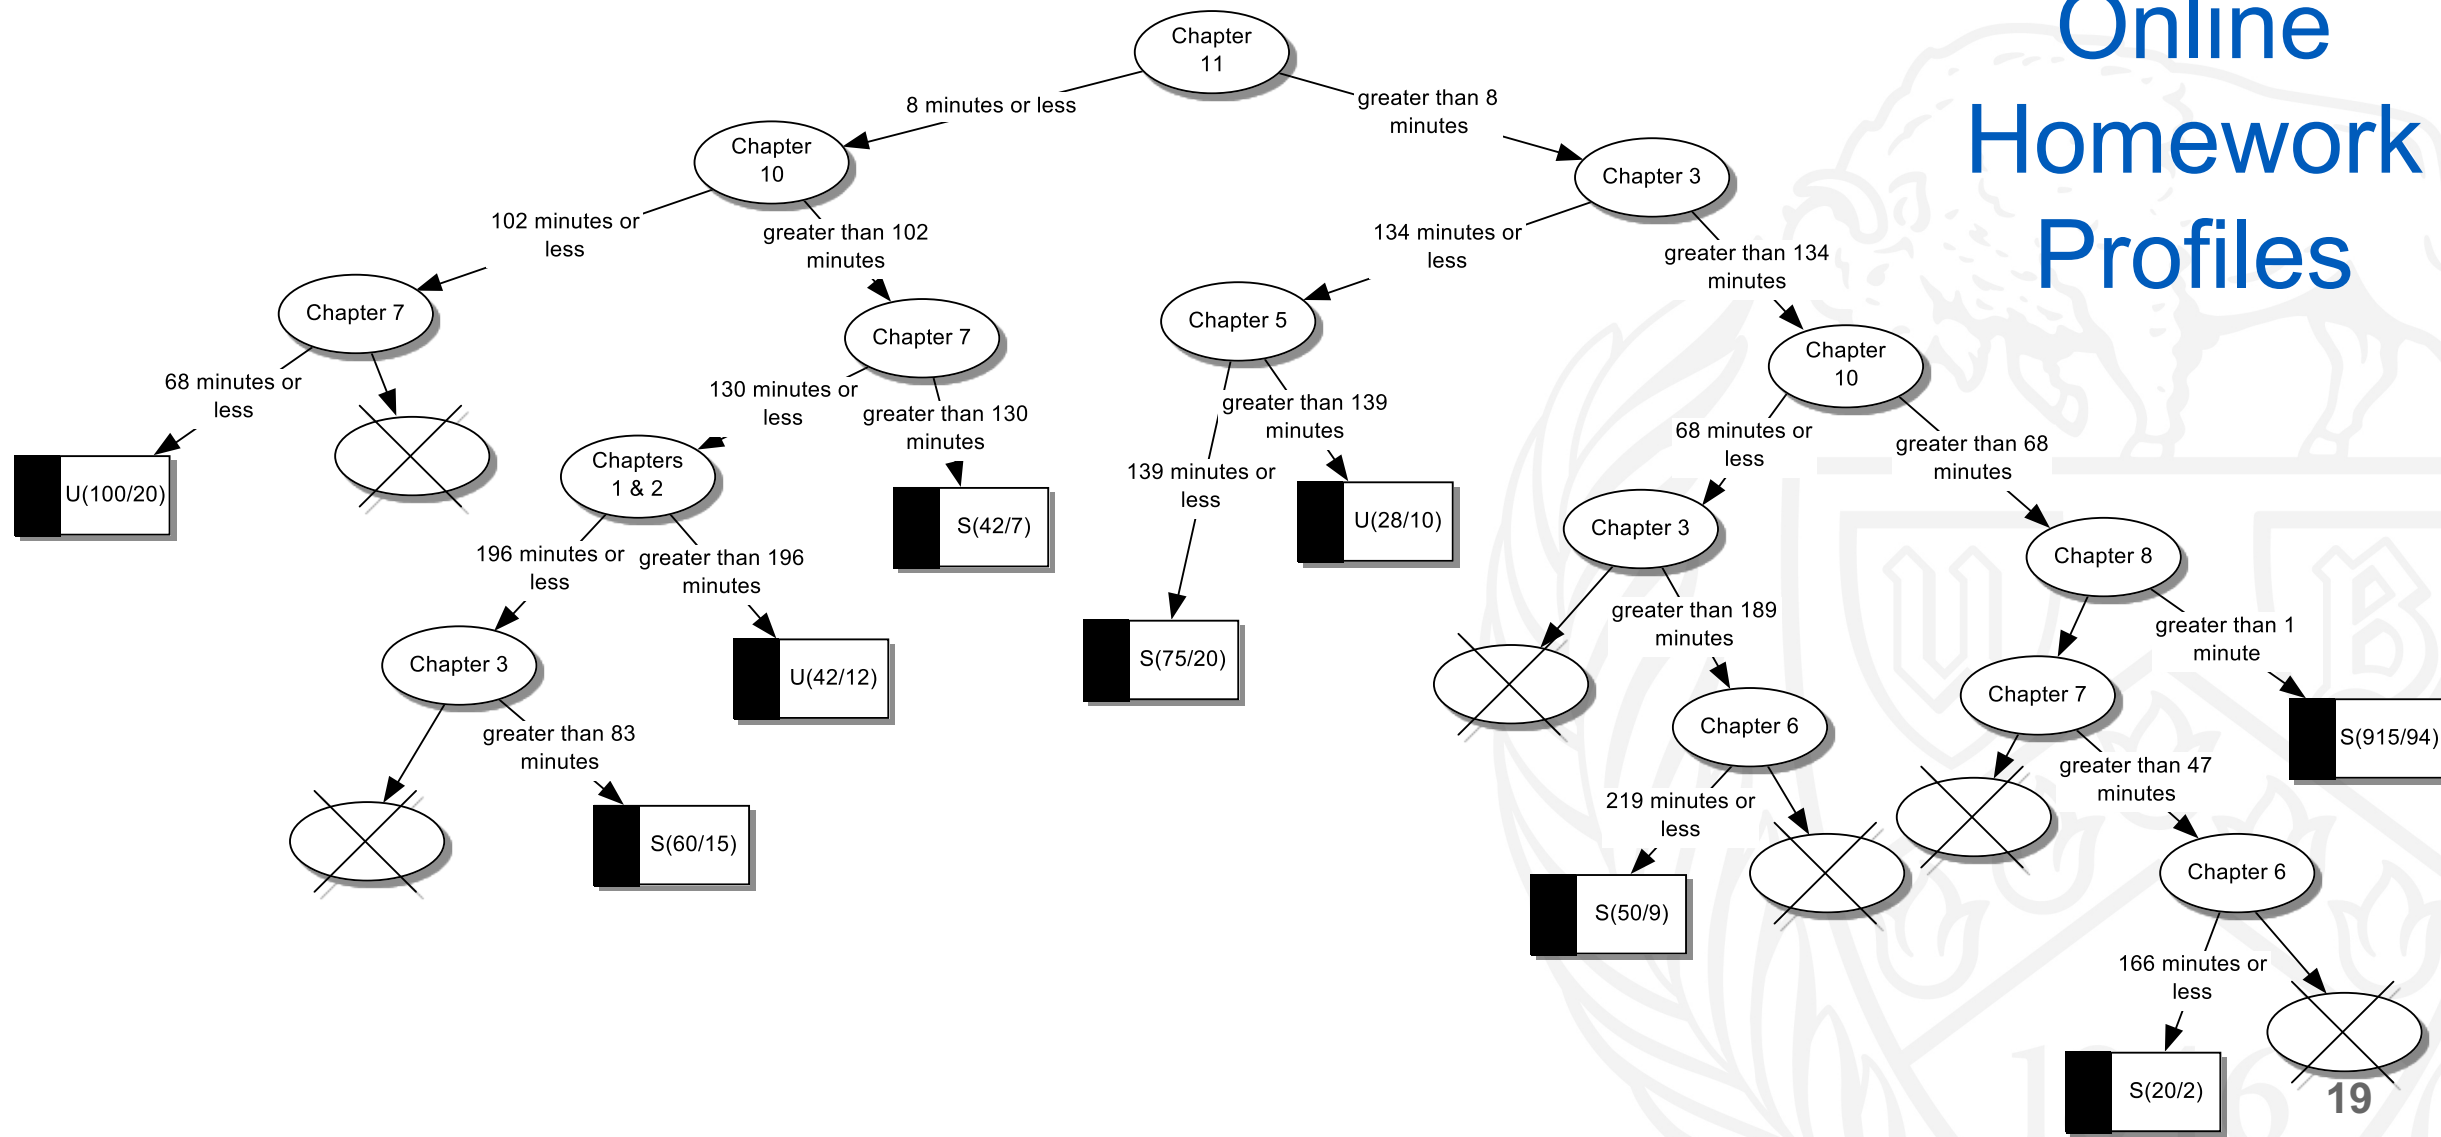 Online
Homework
Profiles
Chapter
11
8 minutes or less
greater than 8
minutes
Chapter
10
Chapter 3
102 minutes or
less
greater than 102
minutes
134 minutes or
less
greater than 134
minutes
Chapter 7
Chapter 7
Chapter 5
Chapter
10
68 minutes or
less
130 minutes or
less
greater than 130
minutes
greater than 139
minutes
139 minutes or
less
68 minutes or
less
greater than 68
minutes
U(100/20)
Chapters
1 & 2
S(42/7)
U(28/10)
Chapter 3
Chapter 8
196 minutes or
less
greater than 196
minutes
greater than 189
minutes
greater than 1
minute
Chapter 3
U(42/12)
S(75/20)
Chapter 6
Chapter 7
S(915/94)
greater than 83
minutes
219 minutes or
less
greater than 47
minutes
S(60/15)
S(50/9)
Chapter 6
166 minutes or
less
S(20/2)
19